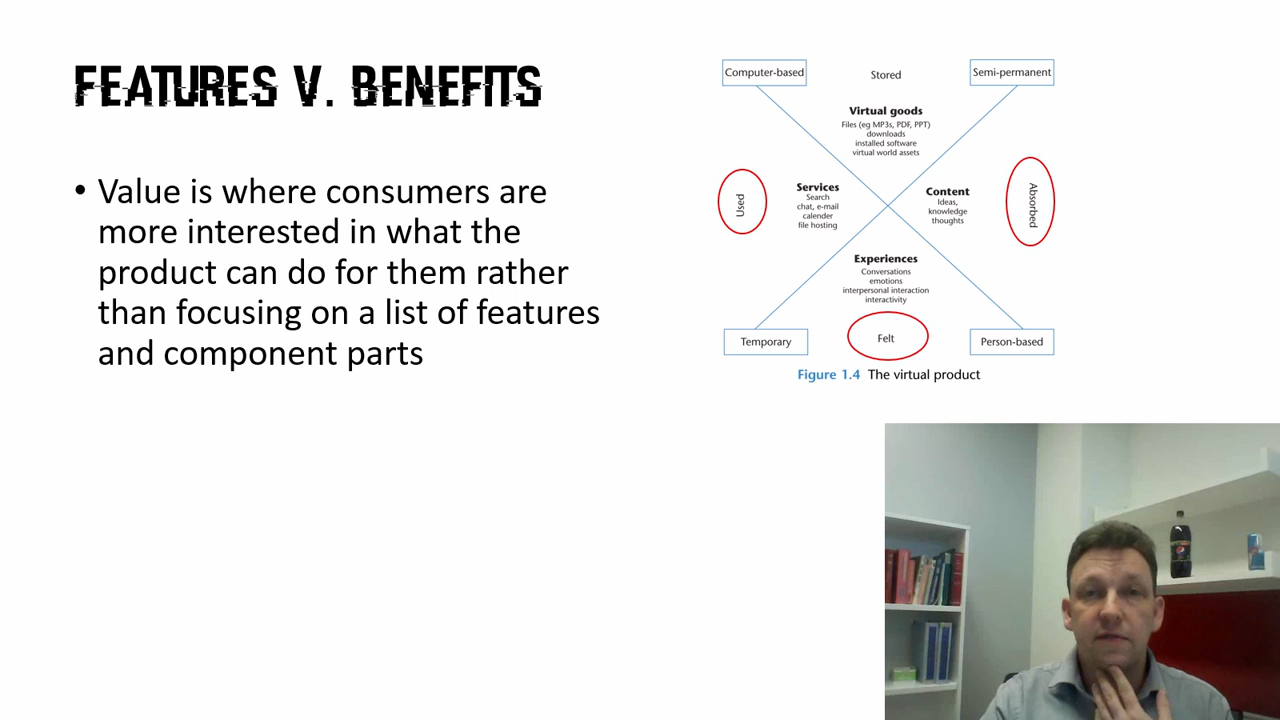 FEATURES V. BENEFITS
• Value is where consumers are
more interested in what the
product can do for them rather
than focusing on a list of features
and component parts
Computer-based
Stored
Semi-permanent
Virtual goods
Files (eg MP3s, PDF, PPT)
downloads
installed software
virtual world assets
Used
Services
Search
chat, e-mail
calender
file hosting
Content
Ideas,
knowledge
thoughts
Absorbed
Experiences
Conversations
emotions
interpersonal interaction
interactivity
Temporary
Felt
Person-based
Figure 1.4 The virtual product